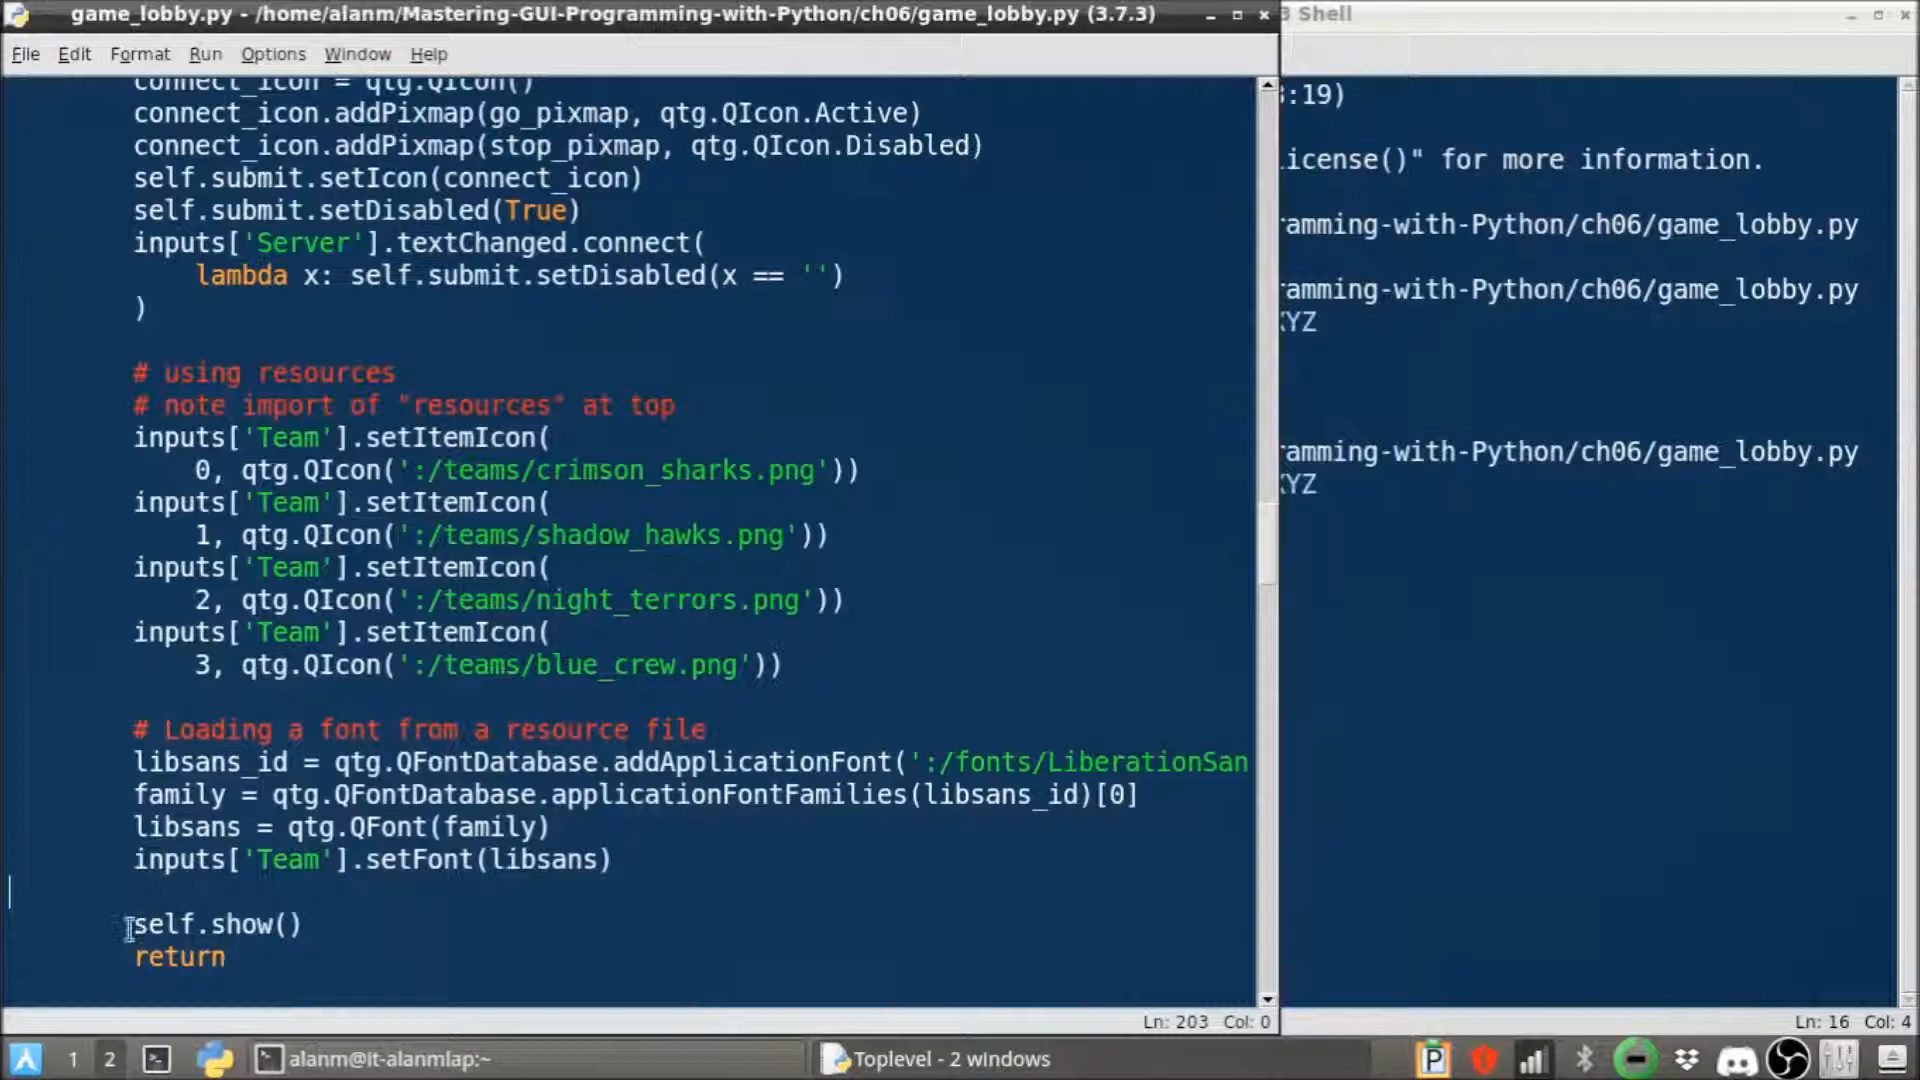 game_lobby.py - /home/alanm/Mastering-GUI-Programming-with-Python/ch06/game_lobby.py (3.7.3)
File Edit Format Run Options Window Help
connect_icon = qtg.QIcon()
connect_icon.addPixmap(go_pixmap, qtg.QIcon.Active)
connect_icon.addPixmap(stop_pixmap, qtg.QIcon.Disabled)
self.submit.setIcon(connect_icon)
self.submit.setDisabled(True)
inputs['Server'].textChanged.connect(
lambda x: self.submit.setDisabled(x == '')
)
# using resources
# note import of "resources" at top
inputs['Team'].setItemIcon(
0, qtg.QIcon(':/teams/crimson_sharks.png'))
inputs['Team'].setItemIcon(
1, qtg.QIcon(':/teams/shadow_hawks.png'))
inputs['Team'].setItemIcon(
2, qtg.QIcon(':/teams/night_terrors.png'))
inputs['Team'].setItemIcon(
3, qtg.QIcon(':/teams/blue_crew.png'))
# Loading a font from a resource file
libsans_id = qtg.QFontDatabase.addApplicationFont(':/fonts/LiberationSan
family = qtg.QFontDatabase.applicationFontFamilies(libsans_id)[0]
libsans = qtg.QFont(family)
inputs['Team'].setFont(libsans)
self.show()
return
Ln: 203 Col: 0
Shell
:19)
icense()" for more information.
ramming-with-Python/ch06/game_lobby.py
ramming-with-Python/ch06/game_lobby.py
YZ
ramming-with-Python/ch06/game_lobby.py
YZ
Ln: 16 Col: 4
1 2 alanm@it-alanmlap:~ Toplevel - 2 windows